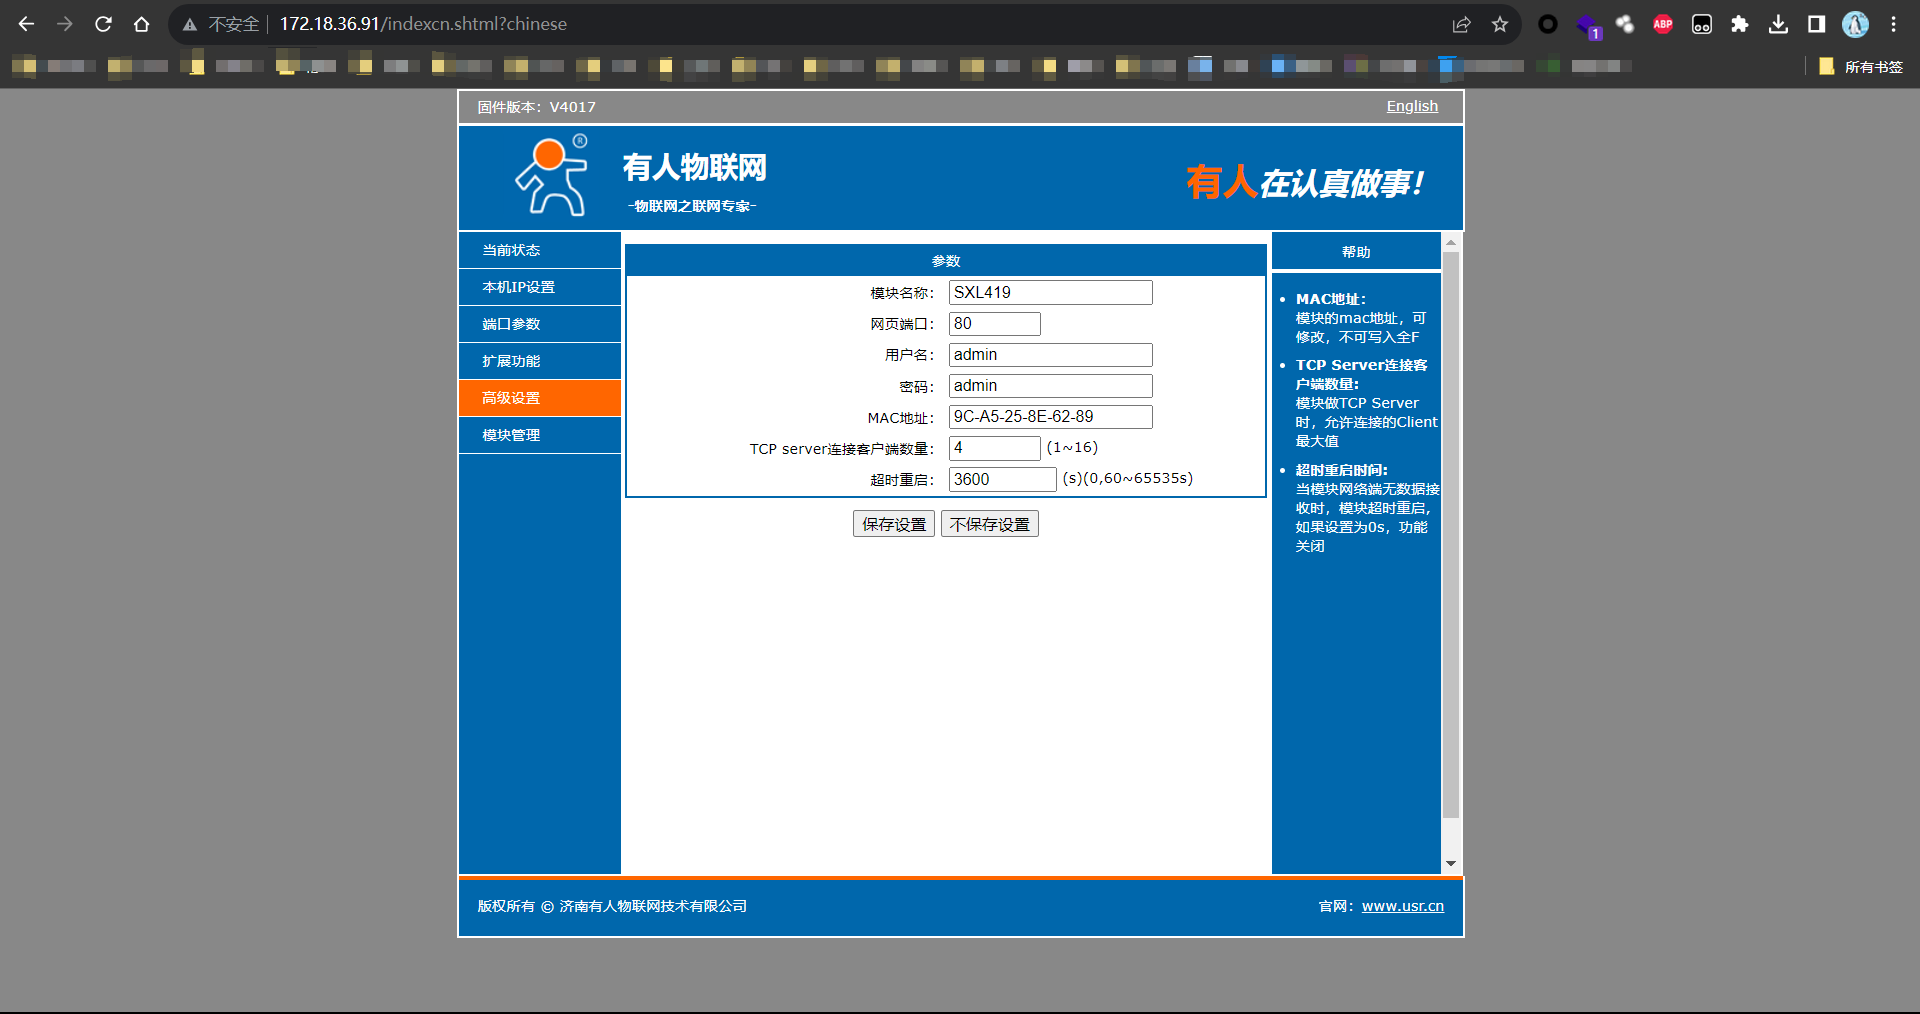 不安全 172.18.36.91/indexcn.shtml?chinese
ABP
1
所有书签
固件版本：V4017
English
®
有人物联网
-物联网之联网专家-
有人在认真做事！
当前状态
本机IP设置
端口参数
扩展功能
高级设置
模块管理
参数
模块名称： SXL419
网页端口： 80
用户名： admin
密码： admin
MAC地址： 9C-A5-25-8E-62-89
TCP server连接客户端数量： 4 (1~16)
超时重启： 3600 (s)(0,60~65535s)
保存设置 不保存设置
帮助
MAC地址：
模块的mac地址，可
修改，不可写入全F
TCP Server连接客
户端数量：
模块做TCP Server
时，允许连接的Client
最大值
超时重启时间：
当模块网络端无数据接
收时，模块超时重启，
如果设置为0s，功能
关闭
版权所有 © 济南有人物联网技术有限公司
官网：www.usr.cn